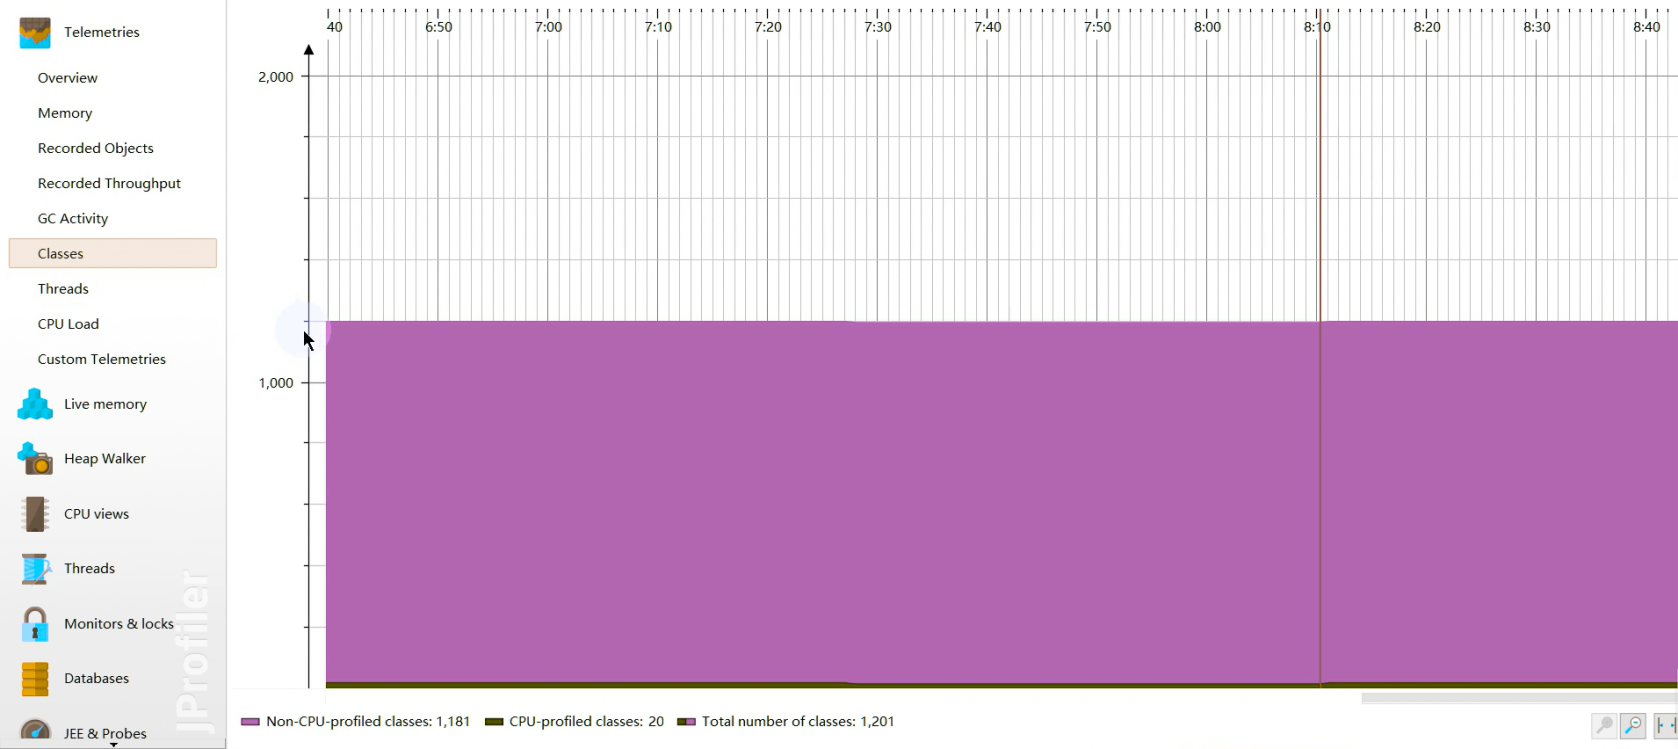 Telemetries
Overview
Memory
Recorded Objects
Recorded Throughput
GC Activity
Classes
Threads
CPU Load
Custom Telemetries
Live memory
Heap Walker
CPU views
Threads
Monitors & locks
Databases
JEE & Probes
JProfiler
40 6:50 7:00 7:10 7:20 7:30 7:40 7:50 8:00 8:10 8:20 8:30 8:40
2,000
1,000
Non-CPU-profiled classes: 1,181 CPU-profiled classes: 20 Total number of classes: 1,201